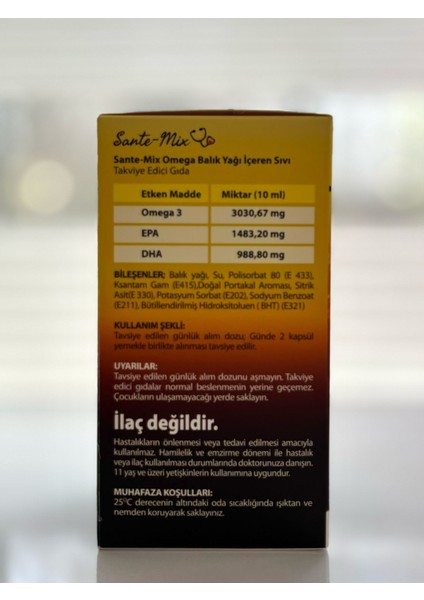 Sante-Mix
Sante-Mix Omega Balık Yağı İçeren Sıvı
Takviye Edici Gıda
Etken Madde Miktar (10 ml)
Omega 3 3030,67 mg
EPA 1483,20 mg
DHA 988,80 mg
BİLEŞENLER: Balık yağı, Su, Polisorbat 80 (E 433),
Ksantam Gam (E415),Doğal Portakal Aroması, Sitrik
Asit(E 330), Potasyum Sorbat (E202), Sodyum Benzoat
(E211), Bütillendirilmiş Hidroksitoluen ( BHT) (E321)
KULLANIM ŞEKLİ:
Tavsiye edilen günlük alım dozu; Günde 2 kapsül
yemekle birlikte alınması tavsiye edilir.
UYARILAR:
Tavsiye edilen günlük alım dozunu aşmayın. Takviye
edici gıdalar normal beslenmenin yerine geçemez.
Çocukların ulaşamayacağı yerde saklayın.
İlaç değildir.
Hastalıkların önlenmesi veya tedavi edilmesi amacıyla
kullanılmaz. Hamilelik ve emzirme dönemi ile hastalık
veya ilaç kullanılması durumlarında doktorunuza danışın.
11 yaş ve üzeri yetişkinlerin kullanımına uygundur.
MUHAFAZA KOŞULLARI:
25°C derecenin altındaki oda sıcaklığında ışıktan ve
nemden koruyarak saklayınız.